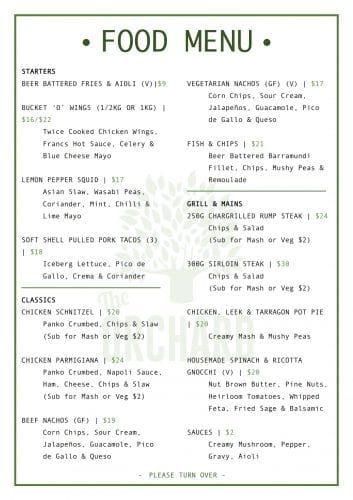 • FOOD MENU •
STARTERS
BEER BATTERED FRIES & AIOLI (V)|$9
BUCKET 'O' WINGS (1/2KG OR 1KG) |
$16/$22
Twice Cooked Chicken Wings,
Francs Hot Sauce, Celery &
Blue Cheese Mayo
LEMON PEPPER SQUID | $17
Asian Slaw, Wasabi Peas,
Coriander, Mint, Chilli &
Lime Mayo
SOFT SHELL PULLED PORK TACOS (3)
| $18
Iceberg Lettuce, Pico de
Gallo, Crema & Coriander
CLASSICS
CHICKEN SCHNITZEL | $20
Panko Crumbed, Chips & Slaw
(Sub for Mash or Veg $2)
CHICKEN PARMIGIANA | $24
Panko Crumbed, Napoli Sauce,
Ham, Cheese, Chips & Slaw
(Sub for Mash or Veg $2)
BEEF NACHOS (GF) | $19
Corn Chips, Sour Cream,
Jalapeños, Guacamole, Pico
de Gallo & Queso
VEGETARIAN NACHOS (GF) (V) | $17
Corn Chips, Sour Cream,
Jalapeños, Guacamole, Pico
de Gallo & Queso
FISH & CHIPS | $21
Beer Battered Barramundi
Fillet, Chips, Mushy Peas &
Remoulade
GRILL & MAINS
250G CHARGRILLED RUMP STEAK | $24
Chips & Salad
(Sub for Mash or Veg $2)
300G SIRLOIN STEAK | $30
Chips & Salad
(Sub for Mash or Veg $2)
CHICKEN, LEEK & TARRAGON POT PIE
| $20
Creamy Mash & Mushy Peas
HOUSEMADE SPINACH & RICOTTA
GNOCCHI (V) | $20
Nut Brown Butter, Pine Nuts,
Heirloom Tomatoes, Whipped
Feta, Fried Sage & Balsamic
SAUCES | $2
Creamy Mushroom, Pepper,
Gravy, Aioli
The
ORCHARD
- PLEASE TURN OVER -